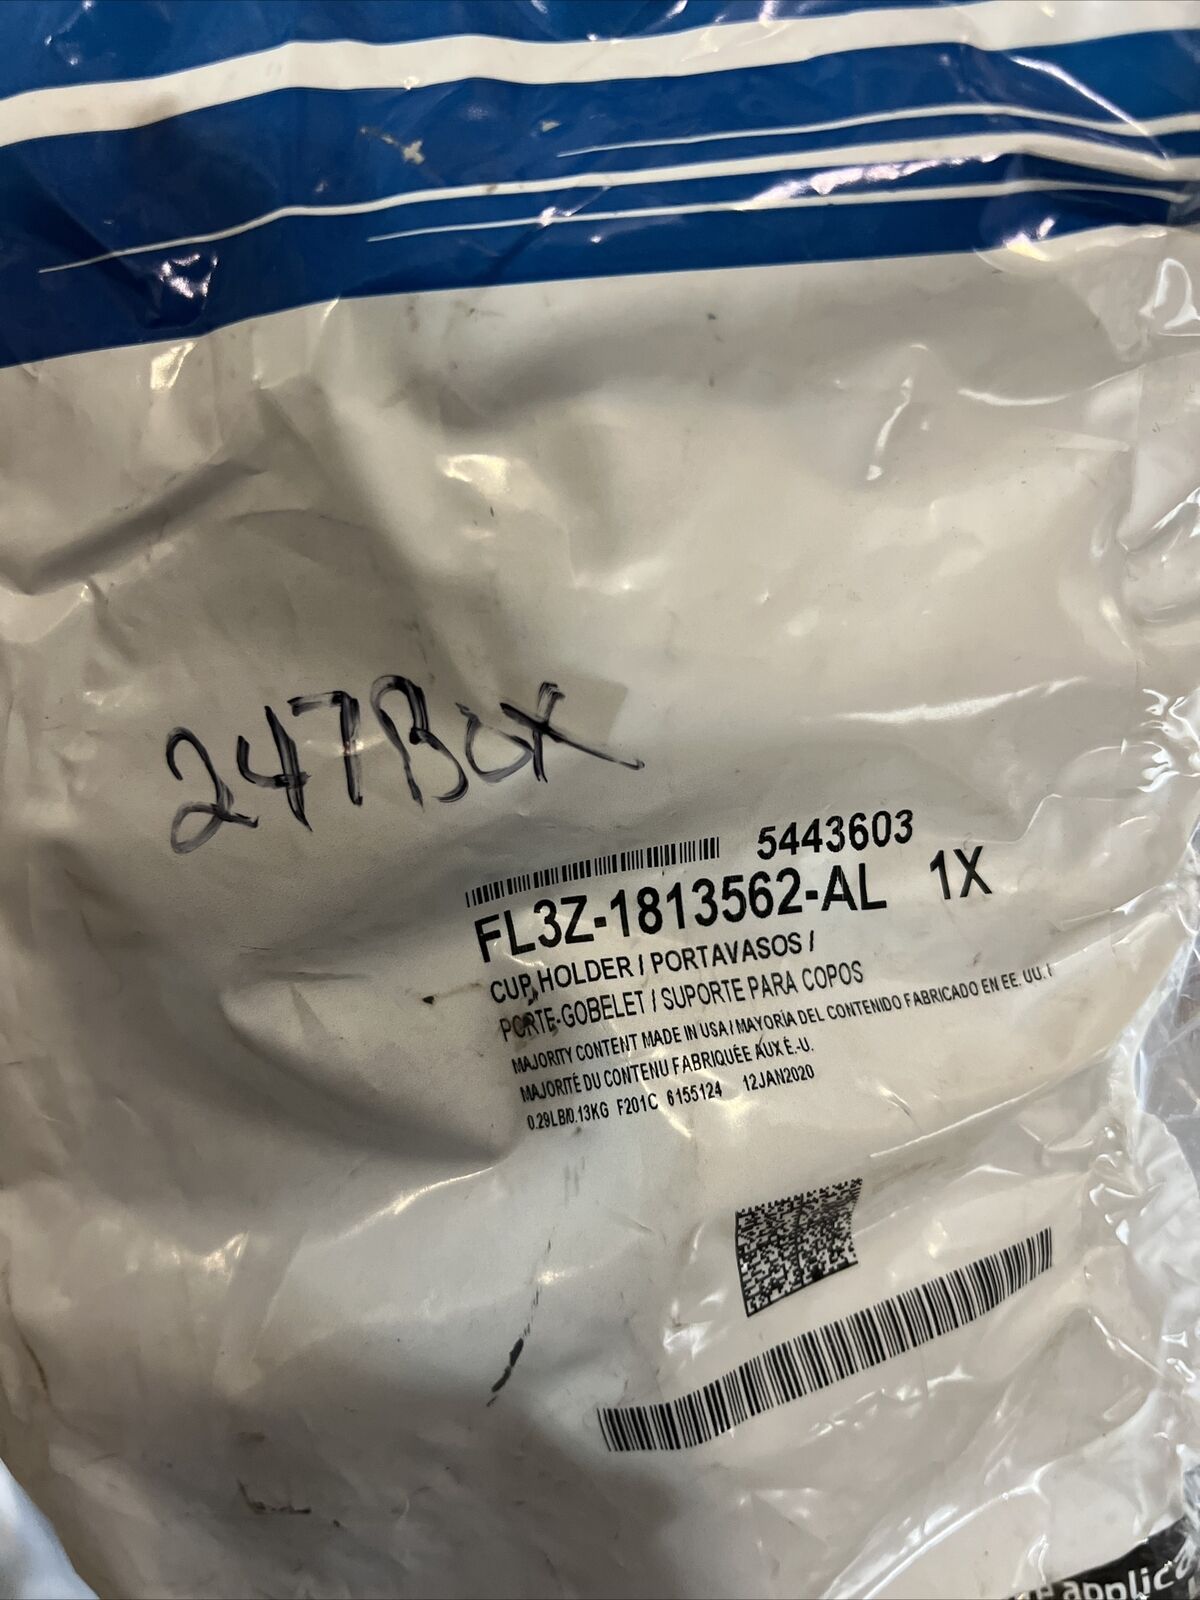 247Box
5443603
FL3Z-1813562-AL 1X
CUP HOLDER / PORTAVASOS /
PORTE-GOBELET / SUPORTE PARA COPOS
MAJORITY CONTENT MADE IN USA / MAYORÍA DEL CONTENIDO FABRICADO EN EE. UU. /
MAJORITÉ DU CONTENU FABRIQUÉE AUX É.-U.
0.29LB/0.13KG F201C 6155124 12JAN2020